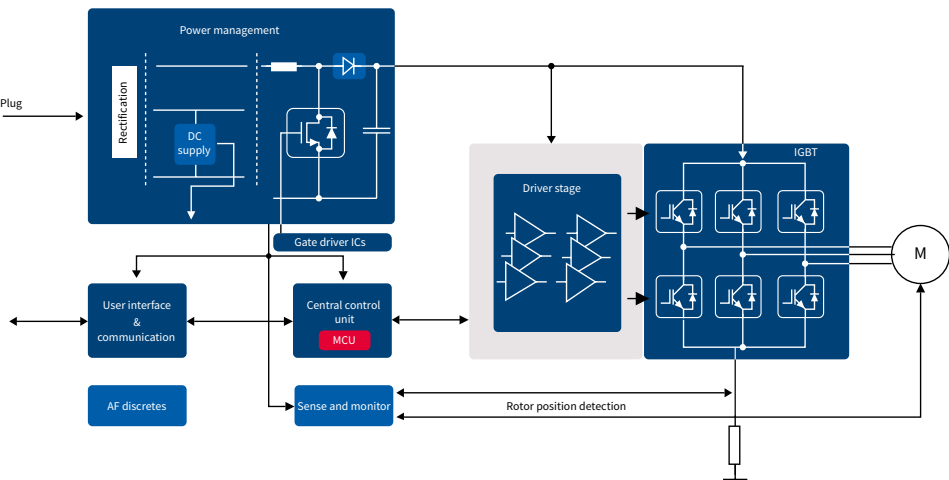 Power management
Plug
Rectification
DC
supply
IGBT
Driver stage
Gate driver ICs
M
User interface
&
communication
Central control
unit
MCU
AF discretes
Sense and monitor
Rotor position detection